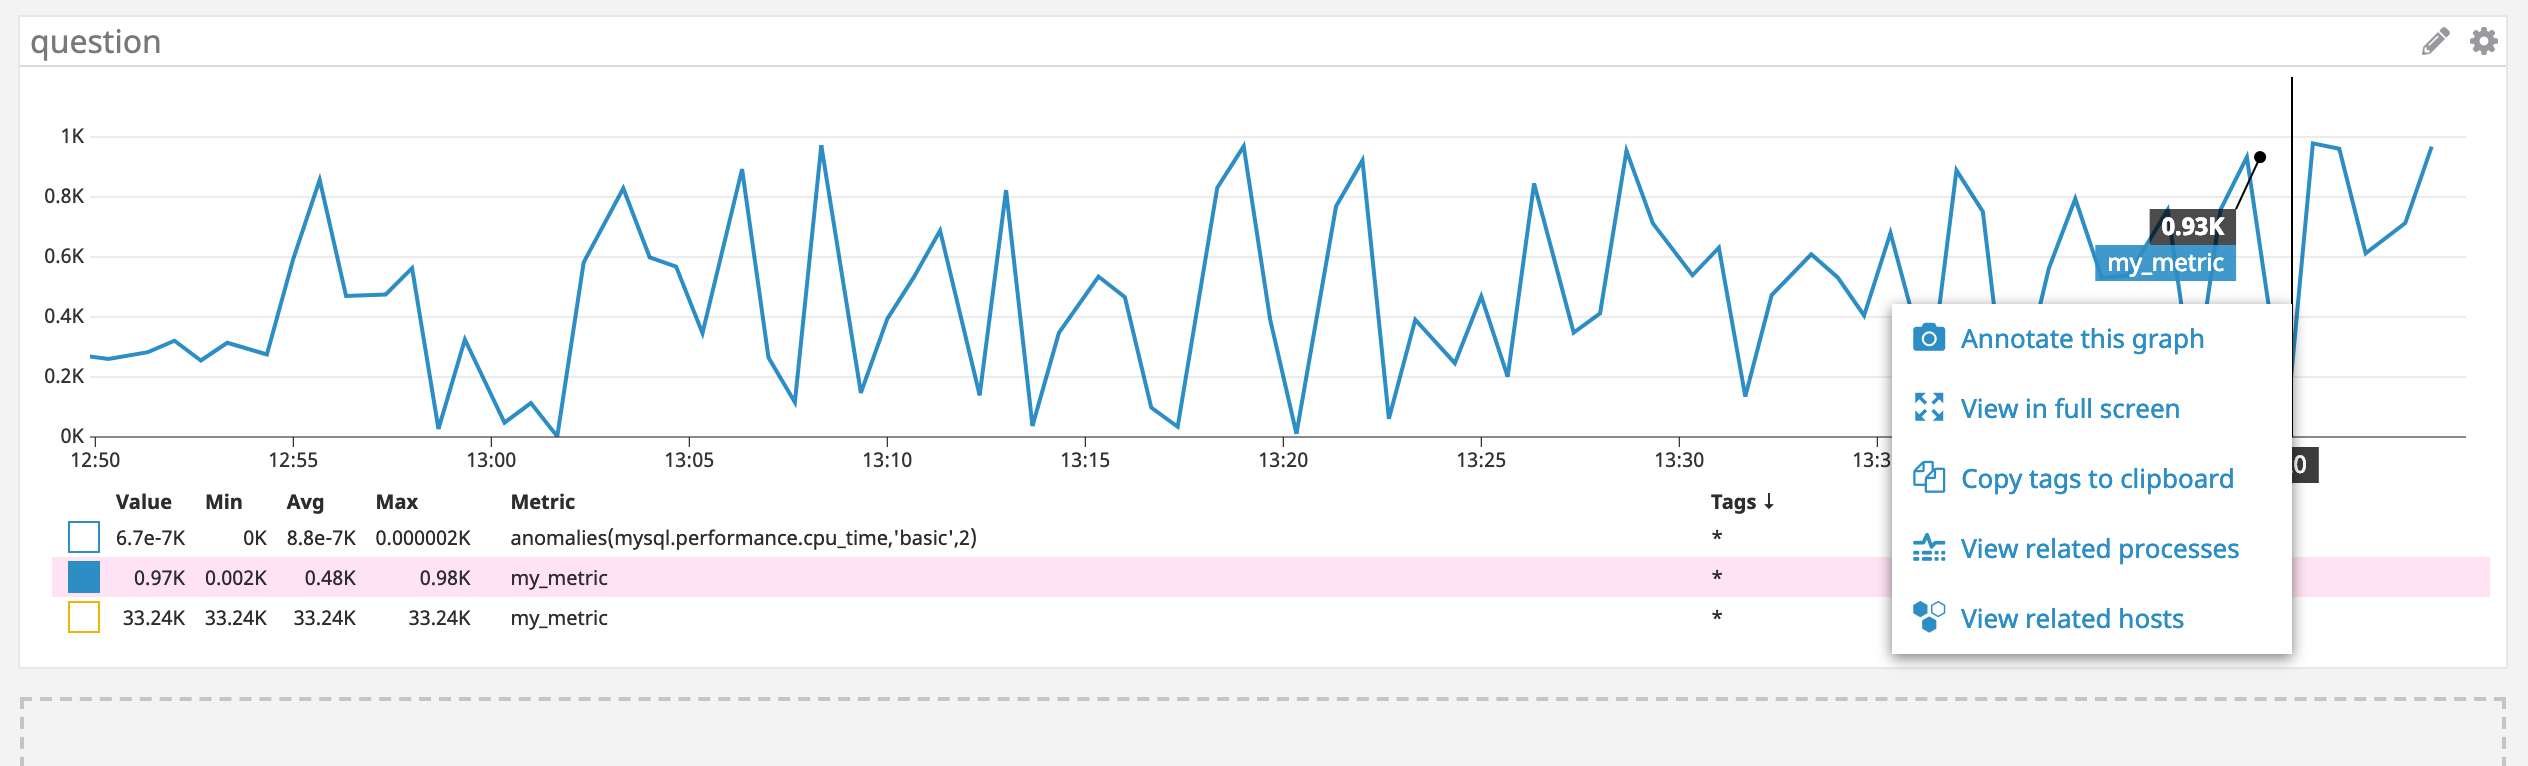 question
1K
0.8K
0.6K
0.4K
0.2K
0K
0.93K
my_metric
12:50 12:55 13:00 13:05 13:10 13:15 13:20 13:25 13:30 13:3
0
Annotate this graph
View in full screen
Copy tags to clipboard
View related processes
View related hosts
Value Min Avg Max Metric Tags ↓
6.7e-7K 0K 8.8e-7K 0.000002K anomalies(mysql.performance.cpu_time,'basic',2) *
0.97K 0.002K 0.48K 0.98K my_metric *
33.24K 33.24K 33.24K 33.24K my_metric *